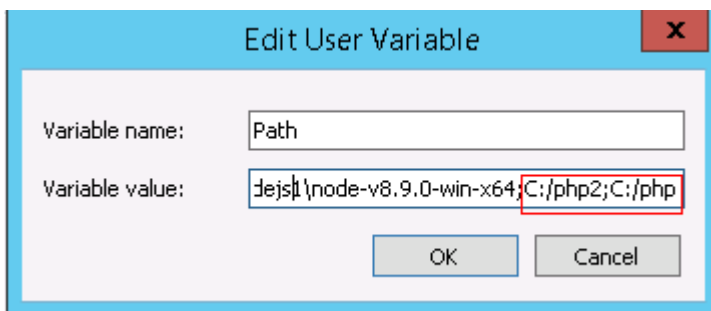 Edit User Variable
x
Variable name:
Path
Variable value:
dejs1\node-v8.9.0-win-x64;C:/php2;C:/php
OK
Cancel